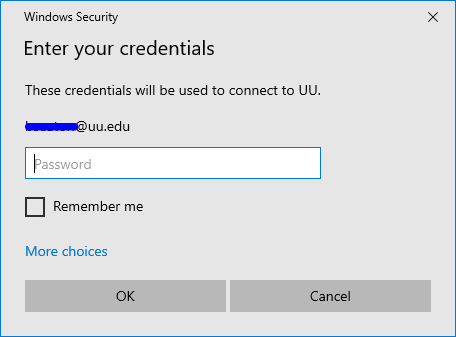 Windows Security
Enter your credentials
These credentials will be used to connect to UU.
@uu.edu
Password
Remember me
More choices
OK
Cancel